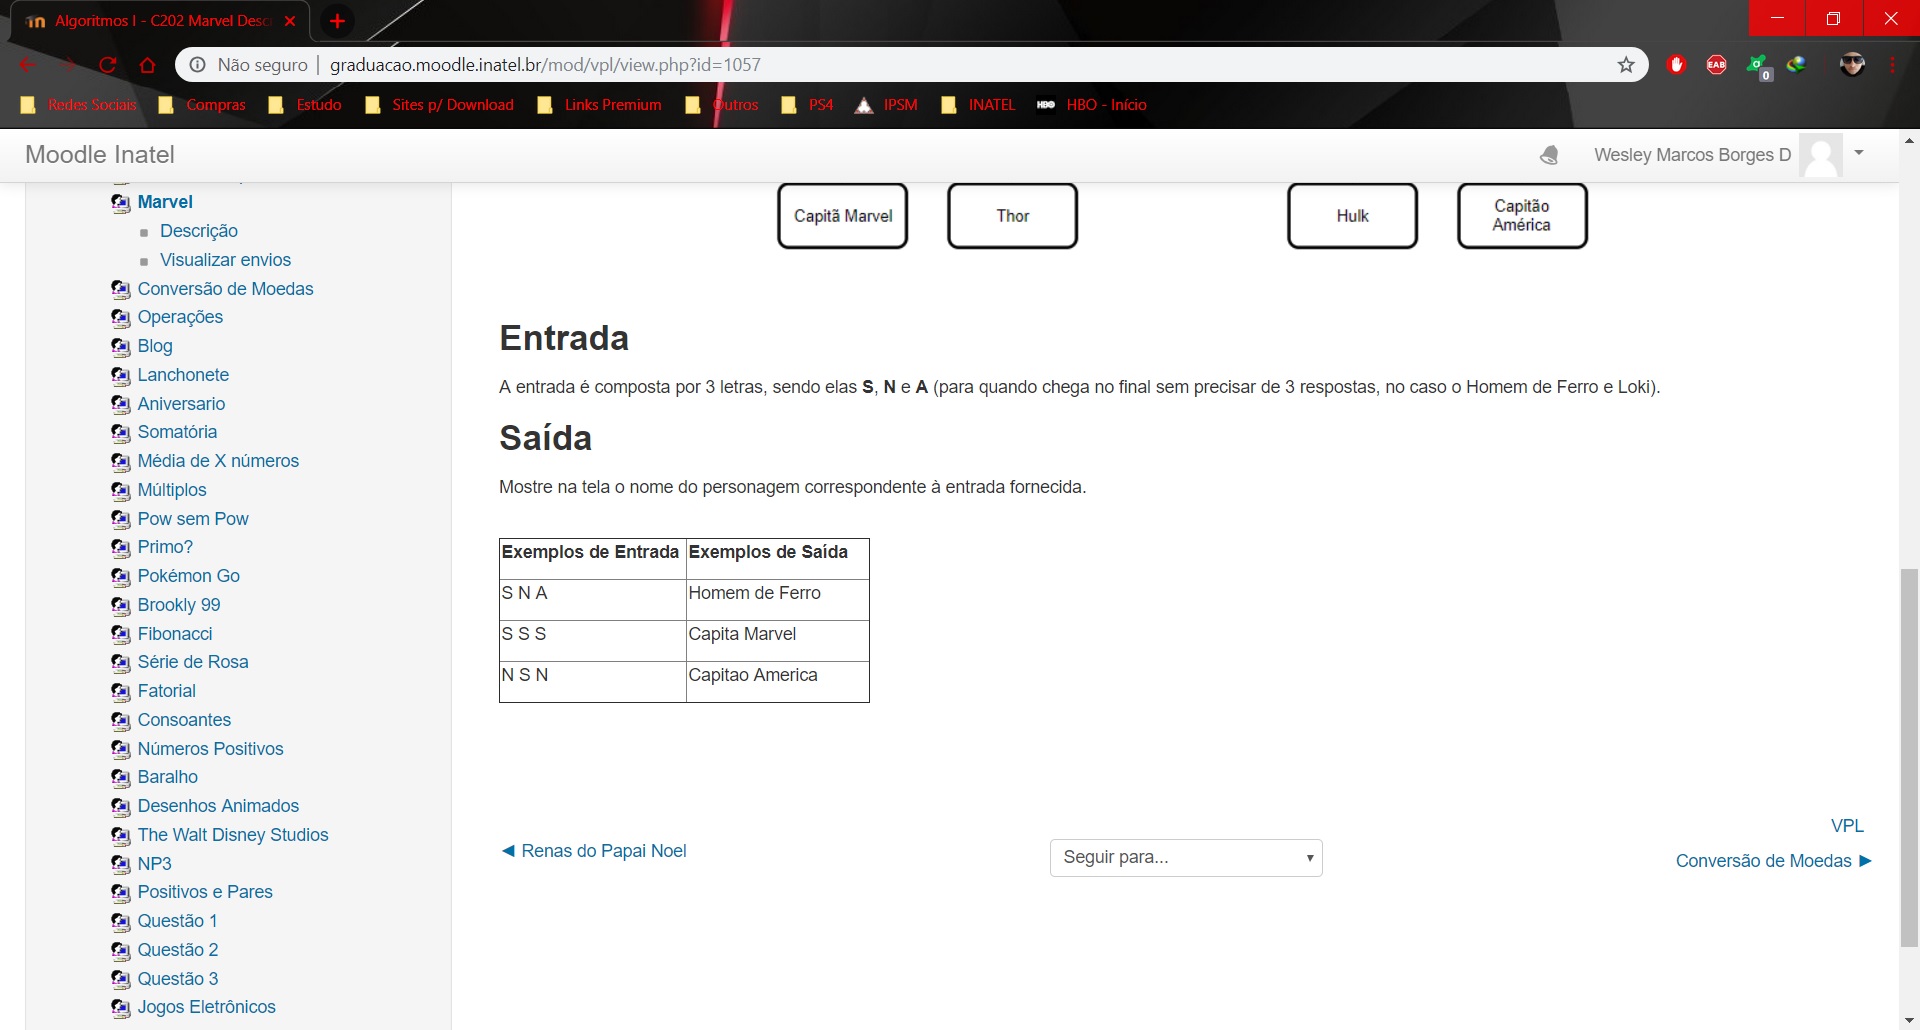 Algoritmos I - C202 Marvel Desc
Não seguro | graduacao.moodle.inatel.br/mod/vpl/view.php?id=1057
EAB
0
Redes Sociais
Compras
Estudo
Sites p/ Download
Links Premium
Outros
PS4
IPSM
INATEL
HBO
HBO - Início
Moodle Inatel
Wesley Marcos Borges D
Marvel
Descrição
Visualizar envios
Conversão de Moedas
Operações
Blog
Lanchonete
Aniversario
Somatória
Média de X números
Múltiplos
Pow sem Pow
Primo?
Pokémon Go
Brookly 99
Fibonacci
Série de Rosa
Fatorial
Consoantes
Números Positivos
Baralho
Desenhos Animados
The Walt Disney Studios
NP3
Positivos e Pares
Questão 1
Questão 2
Questão 3
Jogos Eletrônicos
Capitã Marvel
Thor
Hulk
Capitão
América
Entrada
A entrada é composta por 3 letras, sendo elas S, N e A (para quando chega no final sem precisar de 3 respostas, no caso o Homem de Ferro e Loki).
Saída
Mostre na tela o nome do personagem correspondente à entrada fornecida.
Exemplos de Entrada Exemplos de Saída
S N A Homem de Ferro
S S S Capita Marvel
N S N Capitao America
◄ Renas do Papai Noel
Seguir para...
VPL
Conversão de Moedas ►